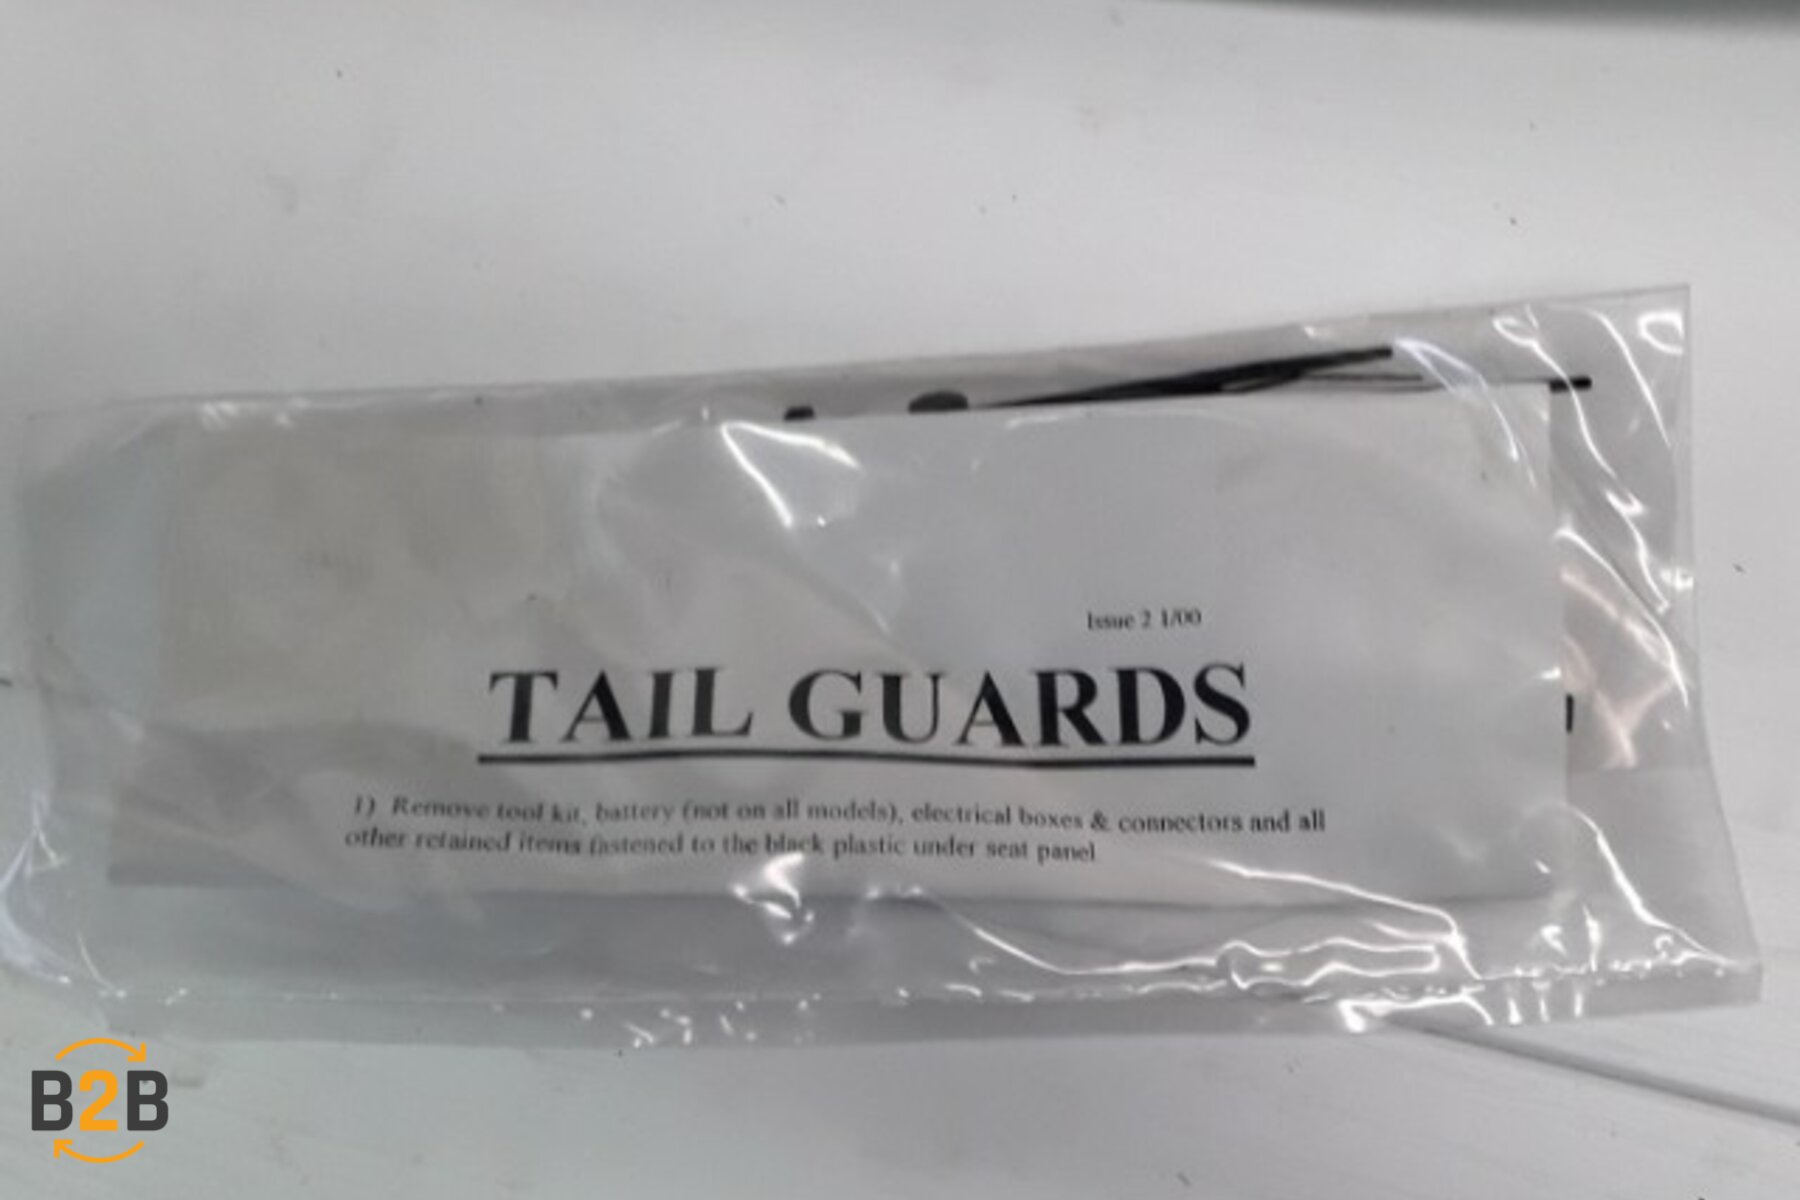 Issue 2 1/00
TAIL GUARDS
1) Remove tool kit, battery (not on all models), electrical boxes & connectors and all
other retained items fastened to the black plastic under seat panel
B2B